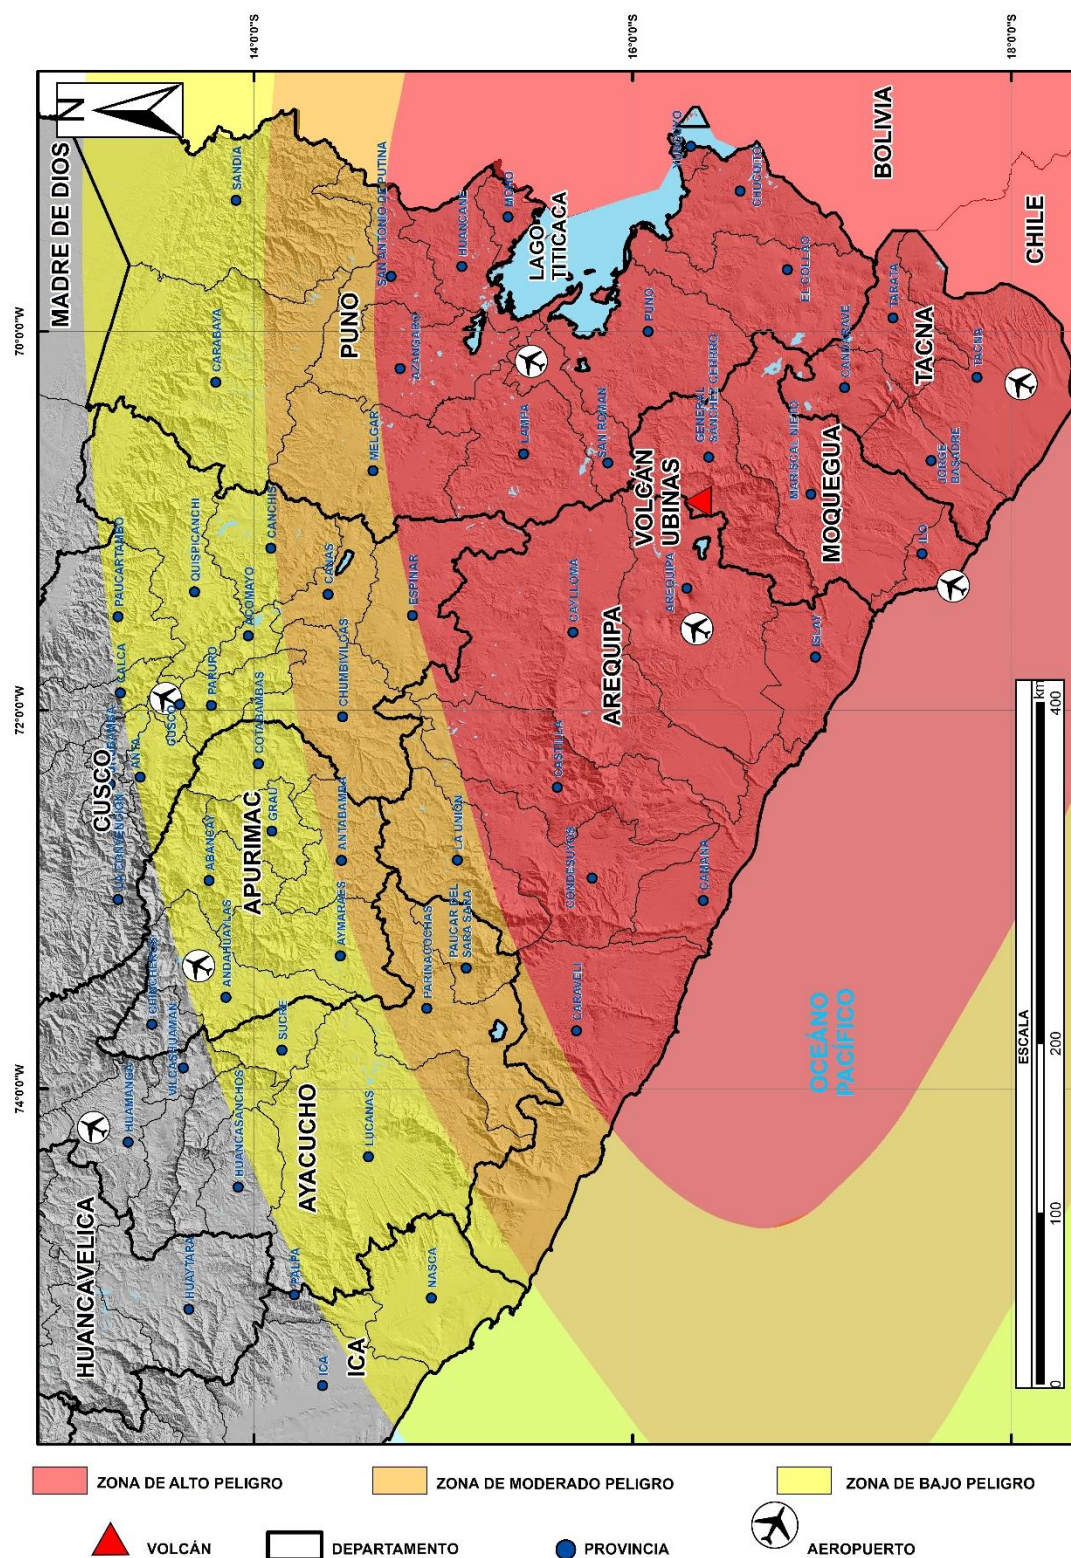 14°0'0"S
16°0'0"S
18°0'0"S
70°0'0"W
72°0'0"W
74°0'0"W
N
MADRE DE DIOS
SANDIA
CARABAYA
PUNO
SAN ANTONIO DE PUTINA
HUANCANE
MOHO
AZANGARO
MELGAR
LAMPA
SAN ROMAN
LAGO
TITICACA
PUNO
YUNGUYO
CHUCUITO
EL COLLAO
BOLIVIA
CHILE
TARATA
CANDARAVE
TACNA
TACNA
JORGE
BASADRE
GENERAL
SANCHEZ CERRRO
MARISCAL NIETO
MOQUEGUA
ILO
VOLCÁN
UBINAS
AREQUIPA
CAYLLOMA
AREQUIPA
ISLAY
CASTILLA
CONDESUYOS
CAMANA
CARAVELI
LA UNIÓN
ESPINAR
CANAS
CHUMBIVILCAS
CANCHIS
QUISPICANCHI
PAUCARTAMBO
ACOMAYO
PARURO
CALCA
CUSCO
CUSCO
ANTA
LA CONVENCION
COTABAMBAS
GRAU
ABANCAY
APURIMAC
ANTABAMBA
AYMARAES
ANDAHUAYLAS
CHINCHEROS
PAUCAR DEL
SARA SARA
PARINACOCHAS
SUCRE
VILCASHUAMAN
HUAMANGA
HUANCASANCHOS
AYACUCHO
LUCANAS
HUANCAVELICA
HUAYTARA
PALPA
NASCA
ICA
ICA
OCEÁNO
PACÍFICO
ESCALA
0
100
200
400
km
ZONA DE ALTO PELIGRO
ZONA DE MODERADO PELIGRO
ZONA DE BAJO PELIGRO
VOLCÁN
DEPARTAMENTO
PROVINCIA
AEROPUERTO